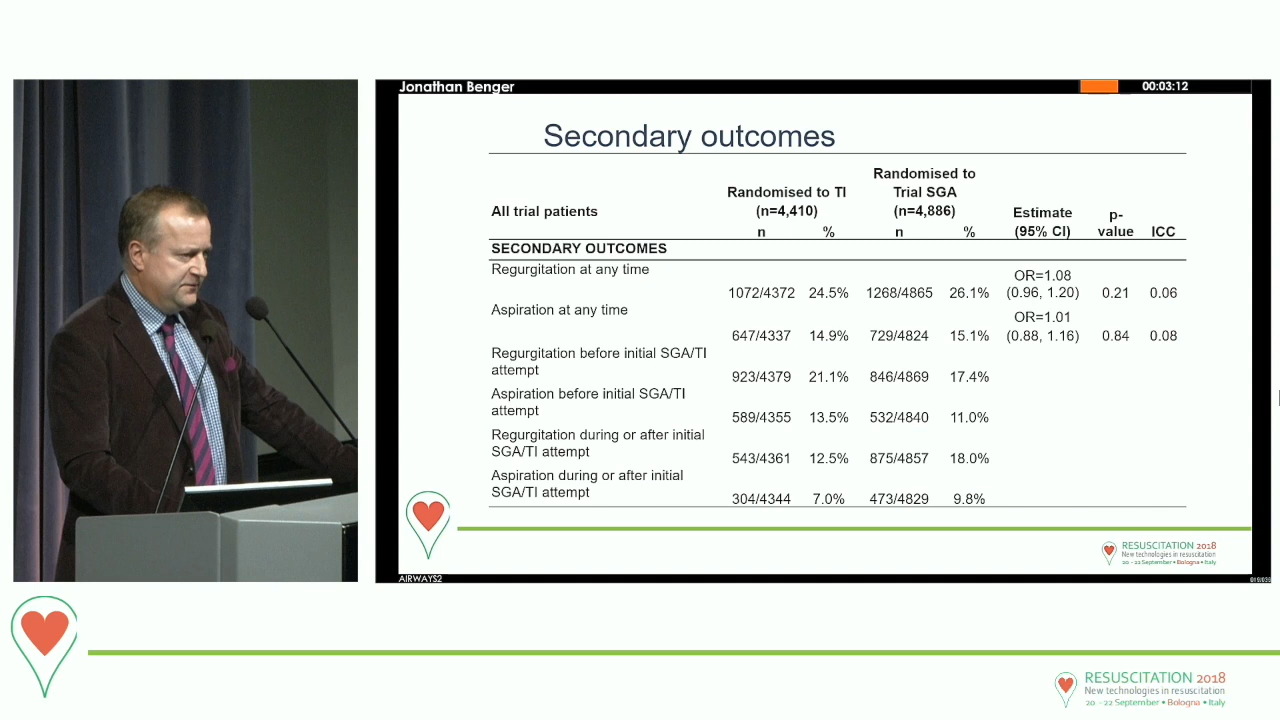 Jonathan Benger
00:03:12
Secondary outcomes
All trial patients
Randomised to TI
(n=4,410)
n %
Randomised to
Trial SGA
(n=4,886)
n %
Estimate
(95% CI)
p-
value
ICC
SECONDARY OUTCOMES
Regurgitation at any time
1072/4372 24.5% 1268/4865 26.1%
OR=1.08
(0.96, 1.20) 0.21 0.06
Aspiration at any time
647/4337 14.9% 729/4824 15.1%
OR=1.01
(0.88, 1.16) 0.84 0.08
Regurgitation before initial SGA/TI
attempt
923/4379 21.1% 846/4869 17.4%
Aspiration before initial SGA/TI
attempt
589/4355 13.5% 532/4840 11.0%
Regurgitation during or after initial
SGA/TI attempt
543/4361 12.5% 875/4857 18.0%
Aspiration during or after initial
SGA/TI attempt
304/4344 7.0% 473/4829 9.8%
RESUSCITATION 2018
New technologies in resuscitation
20 - 22 September • Bologna • Italy
AIRWAYS2
RESUSCITATION 2018
New technologies in resuscitation
20 - 22 September • Bologna • Italy